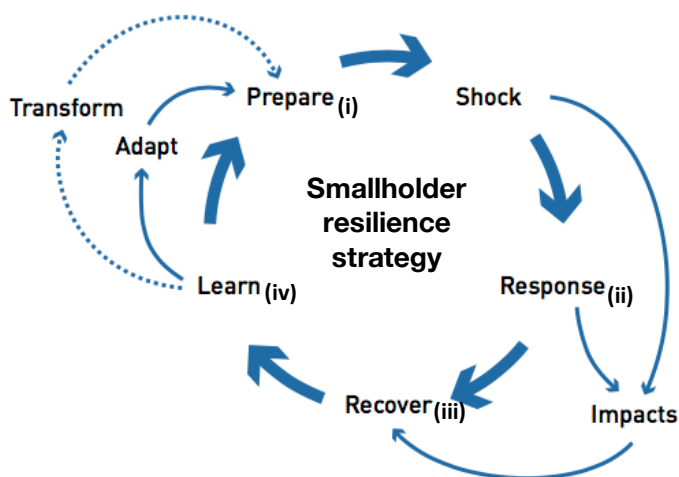 Prepare (i)
Shock
Transform
Adapt
Smallholder
resilience
strategy
Learn (iv)
Response (ii)
Recover (iii)
Impacts